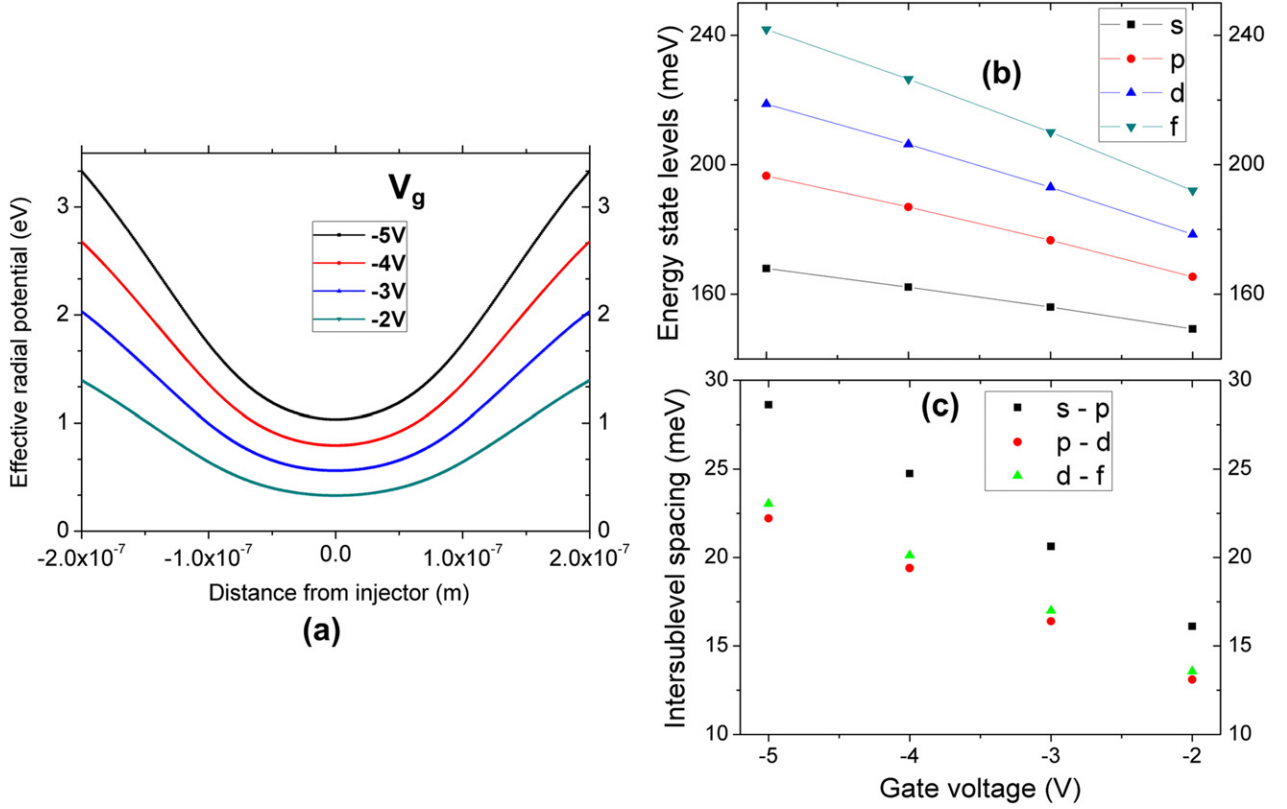 Effective radial potential (eV)
3
2
1
0
V_g
-5V
-4V
-3V
-2V
3
2
1
0
-2.0x10^-7 -1.0x10^-7 0.0 1.0x10^-7 2.0x10^-7
Distance from injector (m)
(a)
Energy state levels (meV)
240
200
160
(b)
s
p
d
f
240
200
160
Intersublevel spacing (meV)
30
25
20
15
10
(c)
s - p
p - d
d - f
30
25
20
15
10
-5 -4 -3 -2
Gate voltage (V)